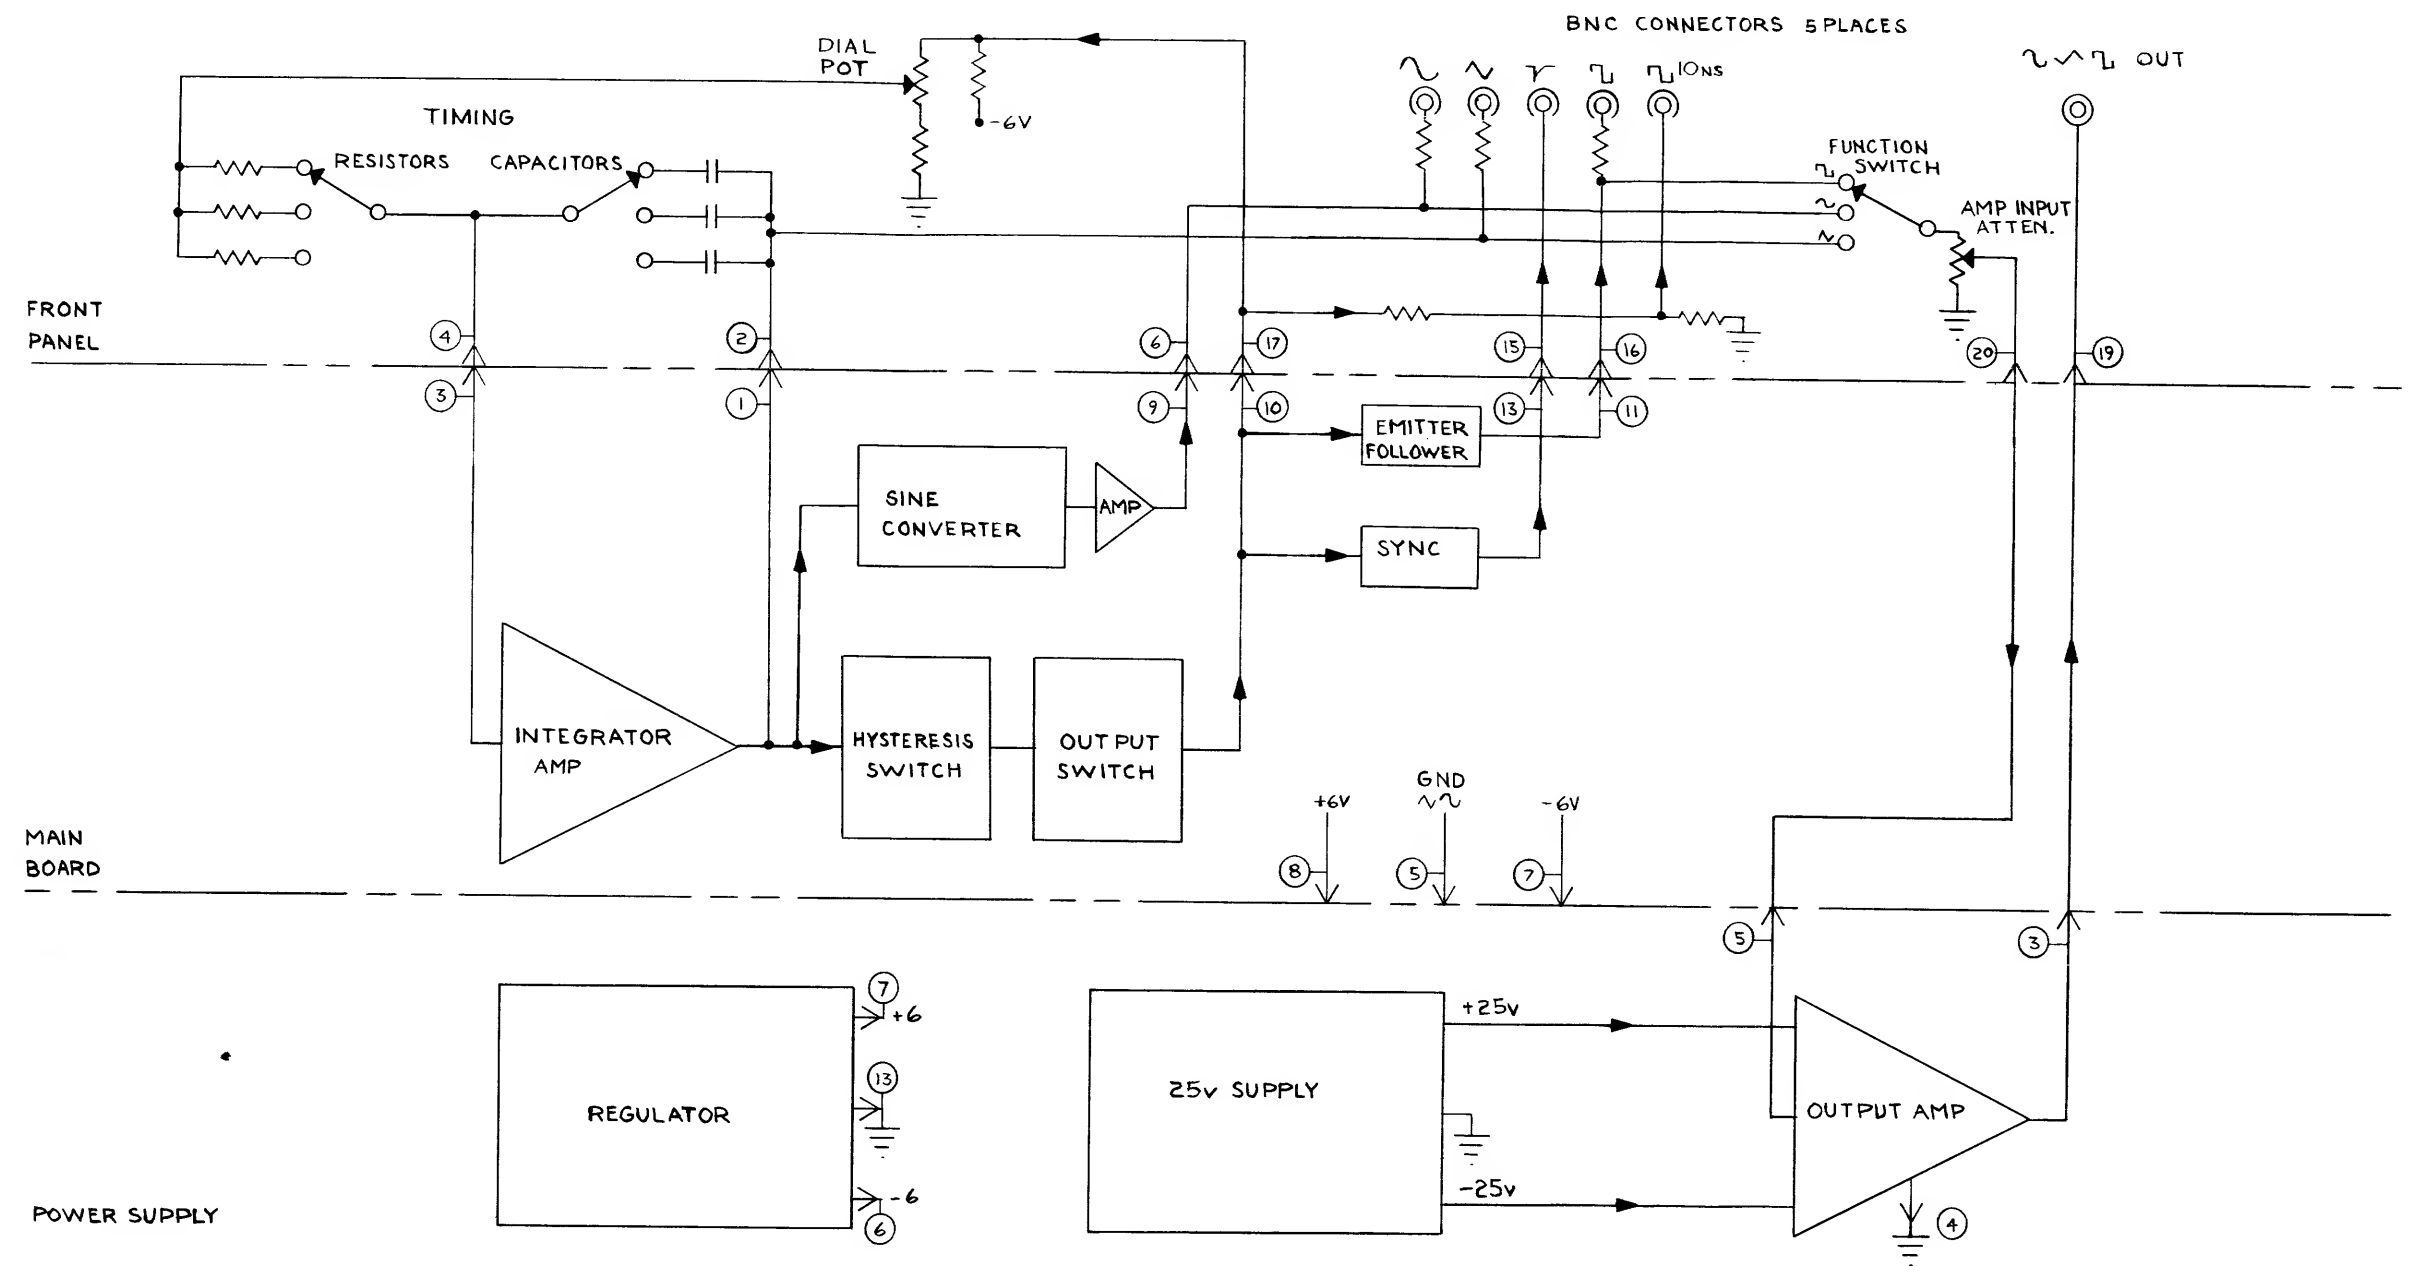 BNC CONNECTORS 5 PLACES
OUT
DIAL
POT
10NS
-6V
TIMING
FUNCTION
SWITCH
RESISTORS
CAPACITORS
AMP INPUT
ATTEN.
FRONT
PANEL
4
2
6
17
15
16
20
19
3
1
9
10
13
11
EMITTER
FOLLOWER
SINE
CONVERTER
AMP
SYNC
INTEGRATOR
AMP
HYSTERESIS
SWITCH
OUTPUT
SWITCH
GND
+6V
-6V
MAIN
BOARD
8
5
7
5
3
7
+6
13
-6
6
REGULATOR
25V SUPPLY
+25V
-25V
OUTPUT AMP
4
POWER SUPPLY